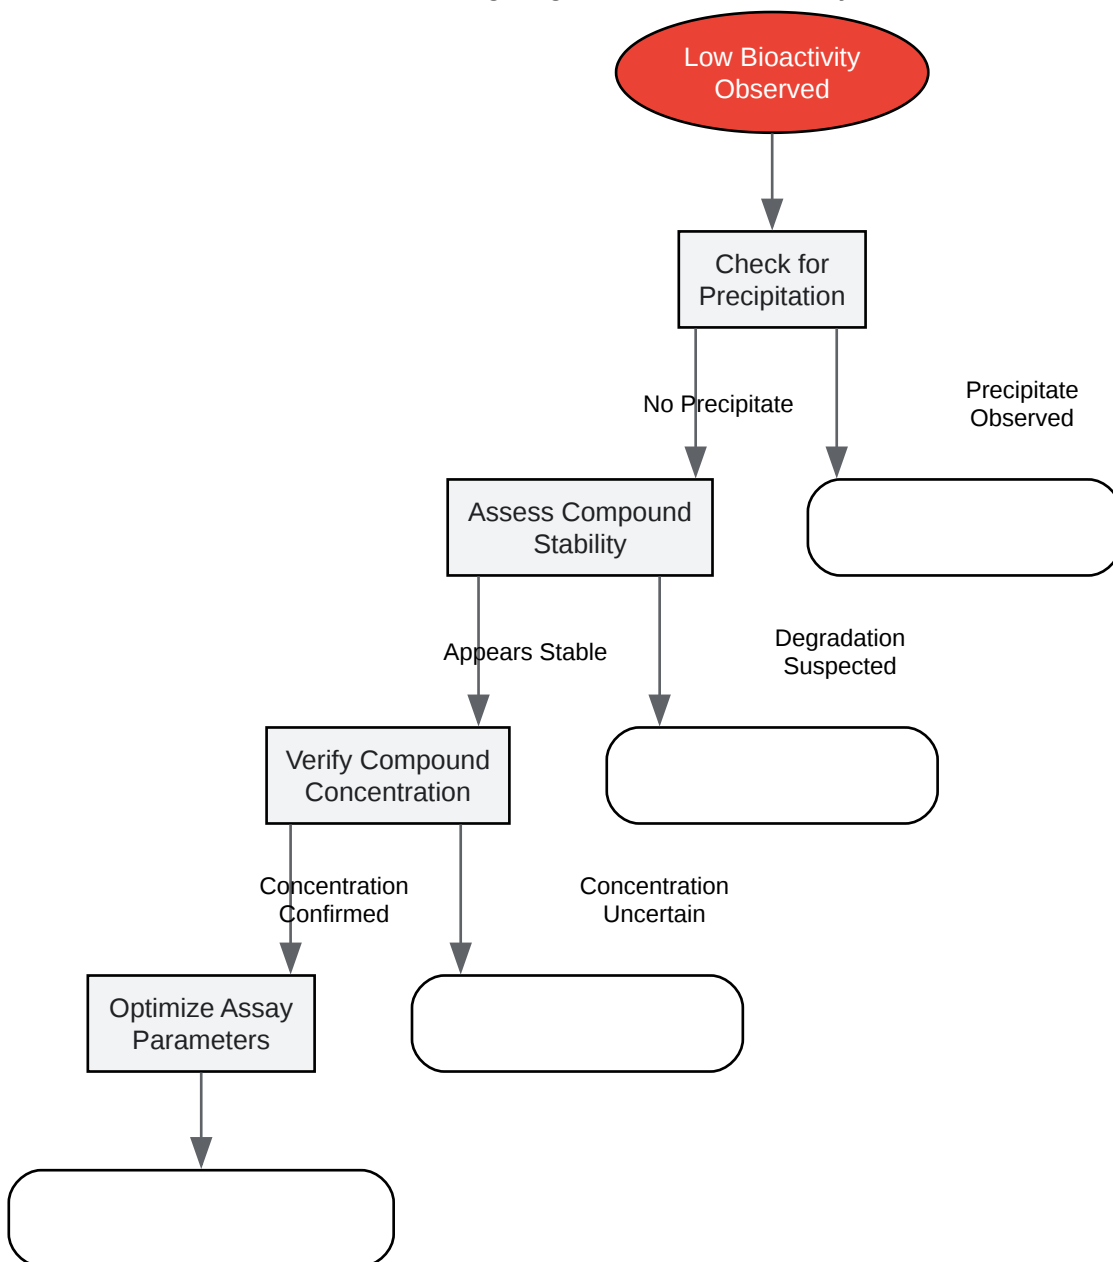 Low Bioactivity
Observed
Check for
Precipitation
No Precipitate
Precipitate
Observed
Assess Compound
Stability
Appears Stable
Degradation
Suspected
Verify Compound
Concentration
Concentration
Confirmed
Concentration
Uncertain
Optimize Assay
Parameters